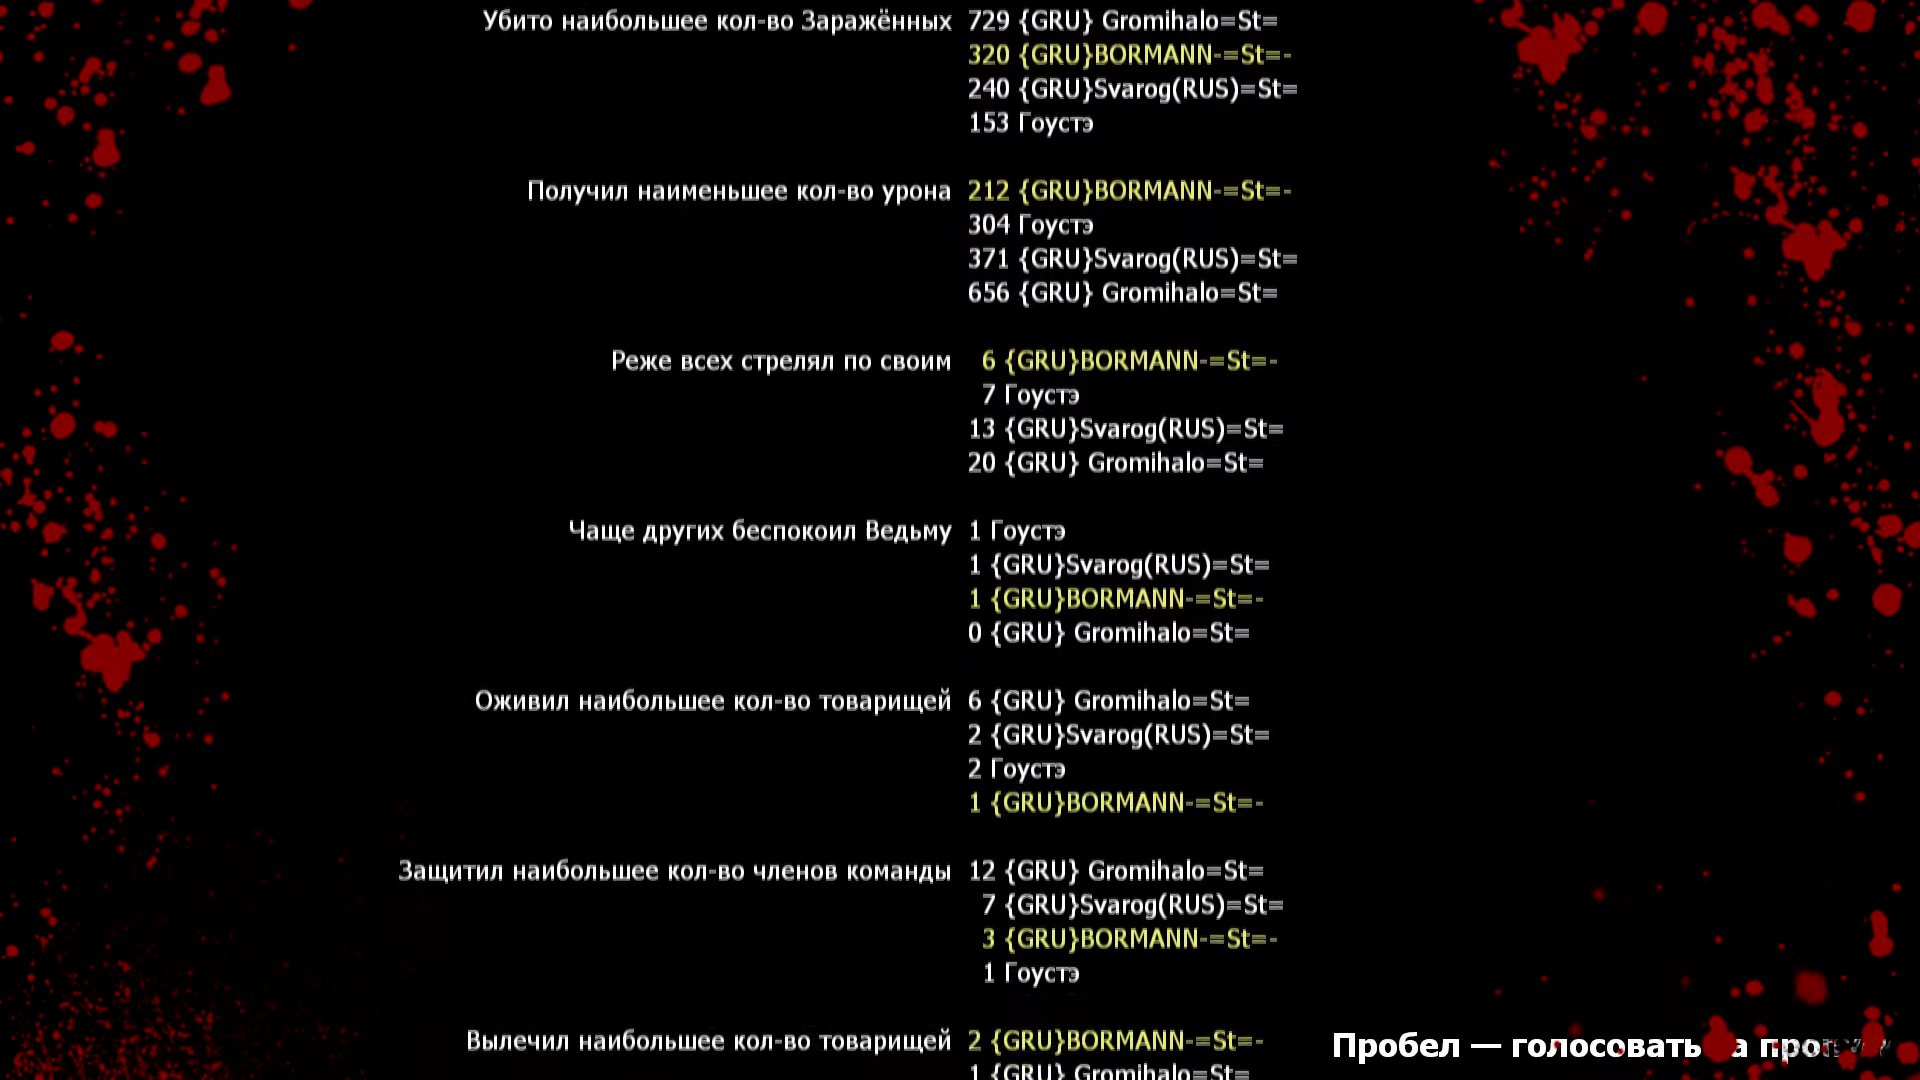 Убито наибольшее кол-во Заражённых 729 {GRU} Gromihalo=St=
320 {GRU}BORMANN-=St=-
240 {GRU}Svarog(RUS)=St=
153 Гоустэ
Получил наименьшее кол-во урона 212 {GRU}BORMANN-=St=-
304 Гоустэ
371 {GRU}Svarog(RUS)=St=
656 {GRU} Gromihalo=St=
Реже всех стрелял по своим 6 {GRU}BORMANN-=St=-
7 Гоустэ
13 {GRU}Svarog(RUS)=St=
20 {GRU} Gromihalo=St=
Чаще других беспокоил Ведьму 1 Гоустэ
1 {GRU}Svarog(RUS)=St=
1 {GRU}BORMANN-=St=-
0 {GRU} Gromihalo=St=
Оживил наибольшее кол-во товарищей 6 {GRU} Gromihalo=St=
2 {GRU}Svarog(RUS)=St=
2 Гоустэ
1 {GRU}BORMANN-=St=-
Защитил наибольшее кол-во членов команды 12 {GRU} Gromihalo=St=
7 {GRU}Svarog(RUS)=St=
3 {GRU}BORMANN-=St=-
1 Гоустэ
Вылечил наибольшее кол-во товарищей 2 {GRU}BORMANN-=St=-
1 {GRU} Gromihalo=St=
Пробел — голосовать